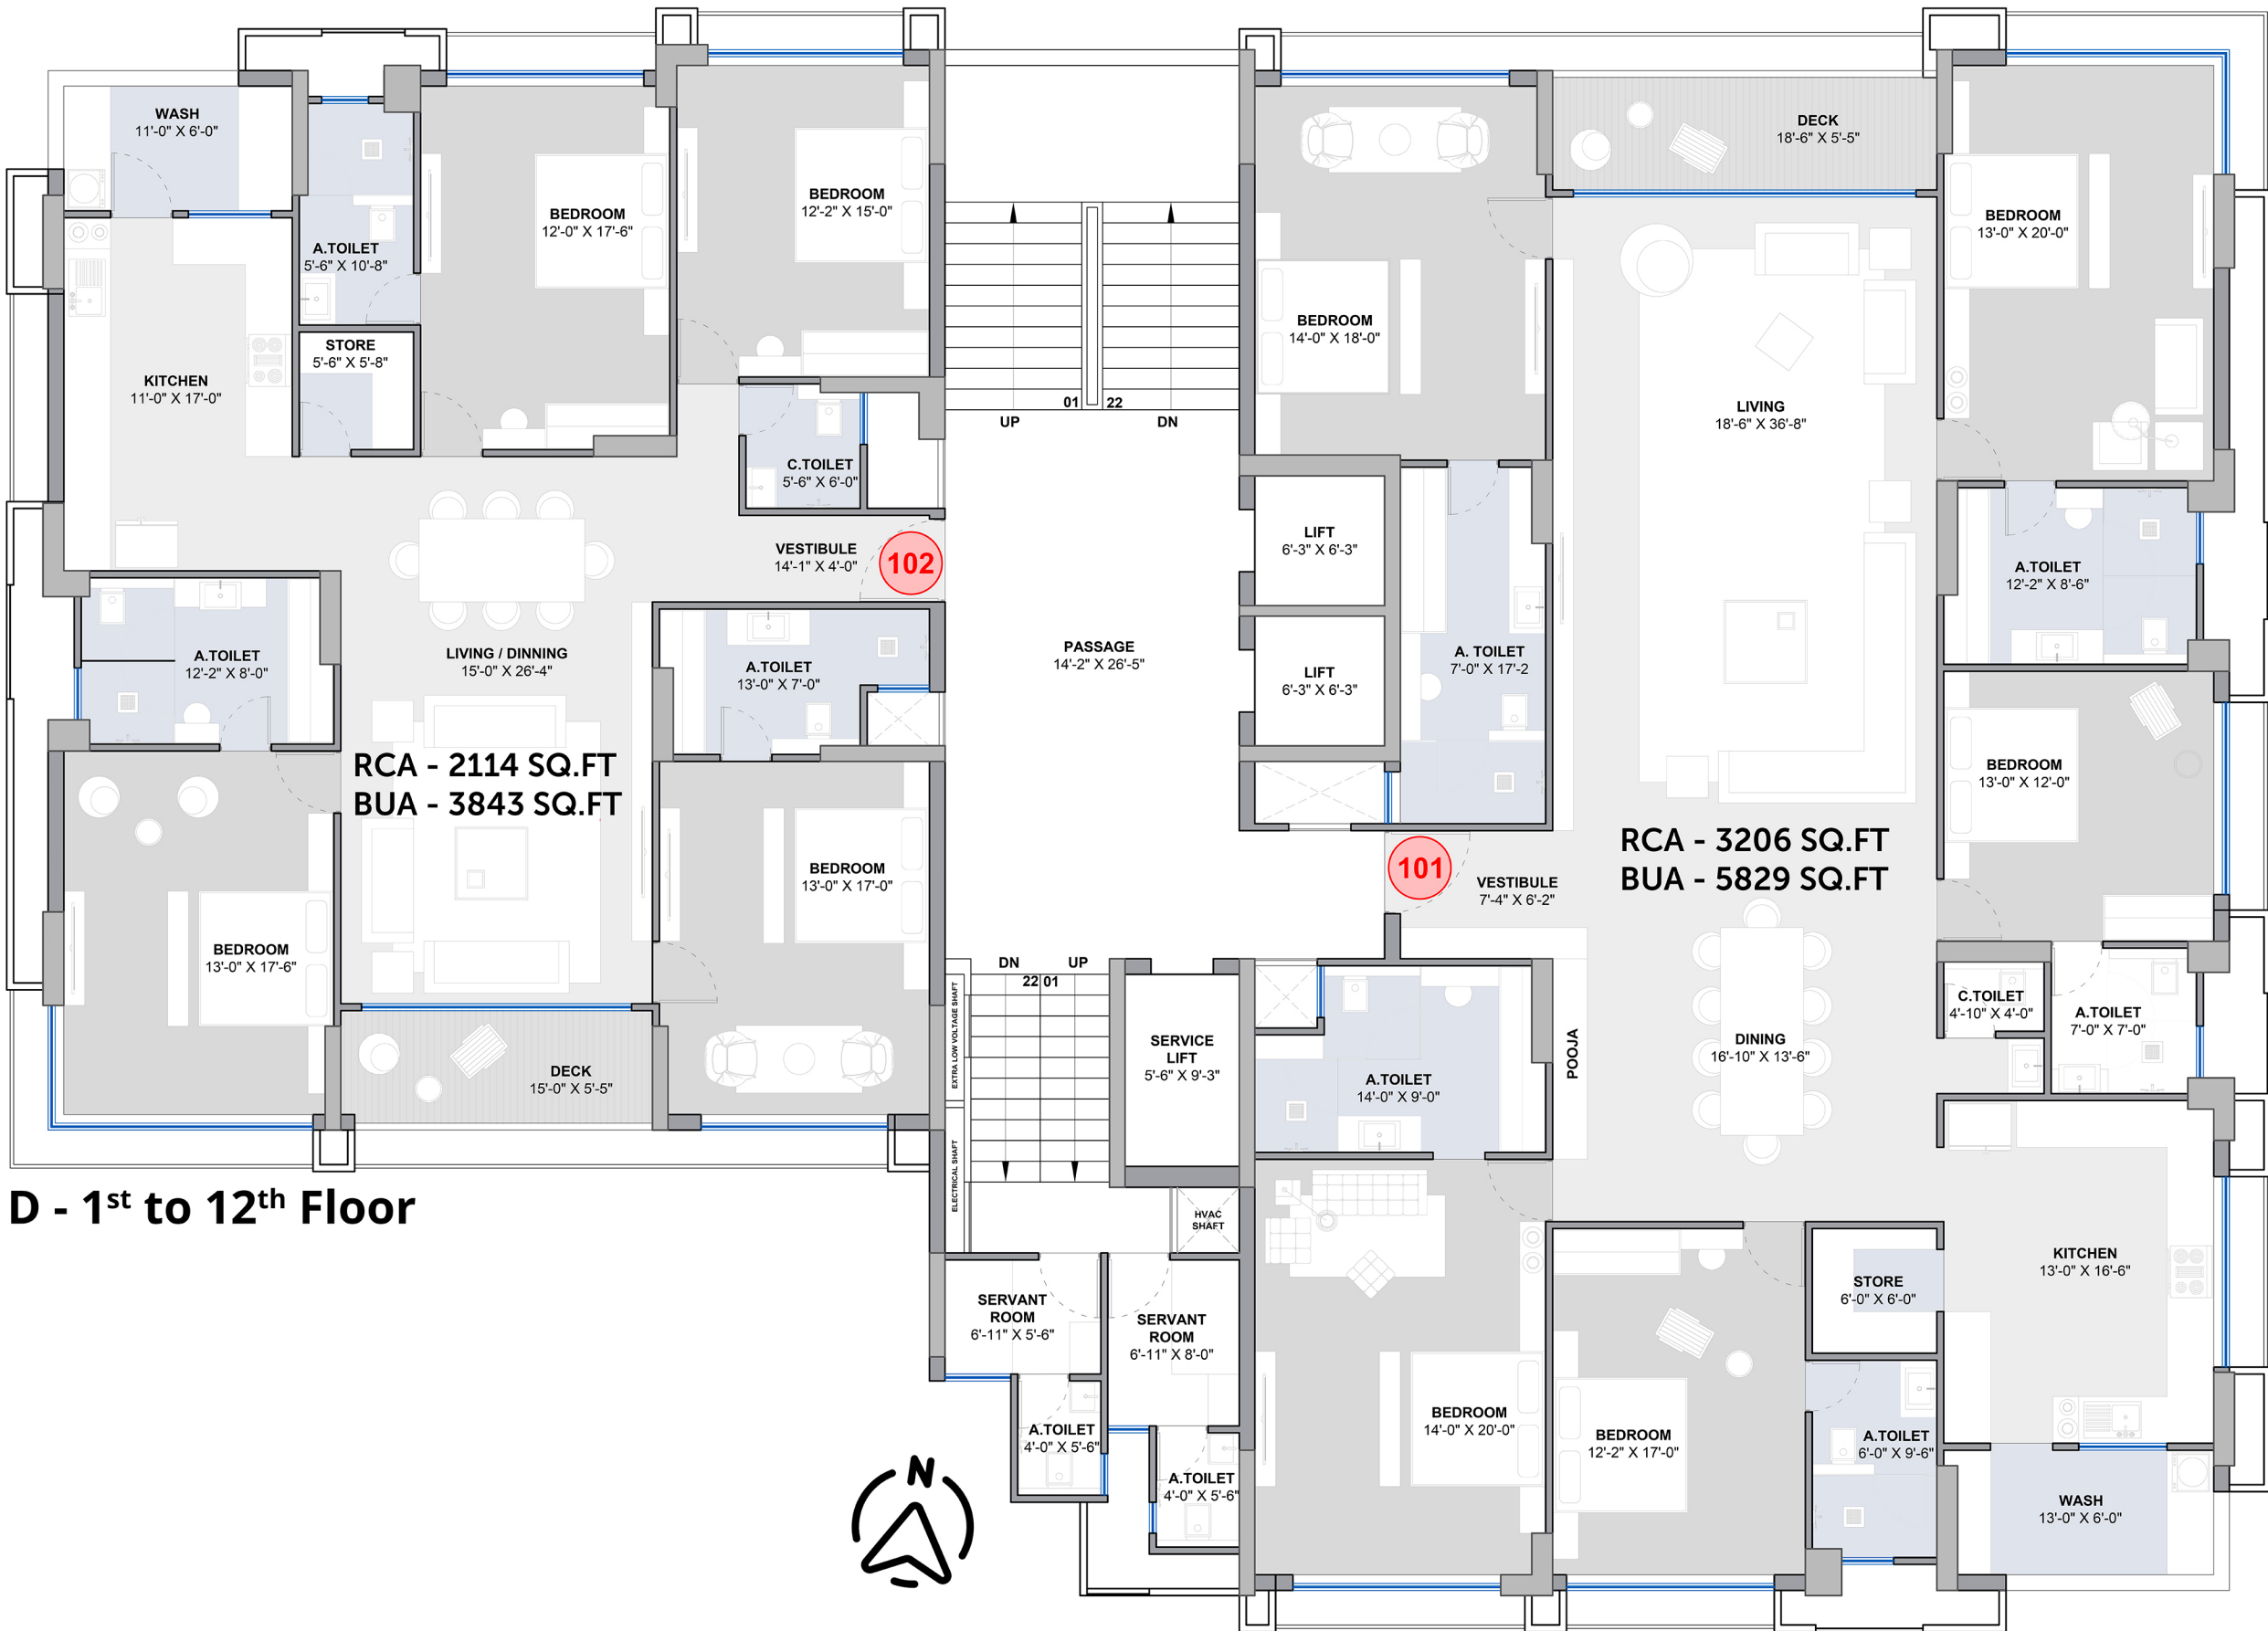 WASH
11'-0" X 6'-0"
A.TOILET
5'-6" X 10'-8"
BEDROOM
12'-0" X 17'-6"
BEDROOM
12'-2" X 15'-0"
STORE
5'-6" X 5'-8"
KITCHEN
11'-0" X 17'-0"
C.TOILET
5'-6" X 6'-0"
VESTIBULE
14'-1" X 4'-0"
102
LIVING / DINNING
15'-0" X 26'-4"
A.TOILET
12'-2" X 8'-0"
A.TOILET
13'-0" X 7'-0"
RCA - 2114 SQ.FT
BUA - 3843 SQ.FT
BEDROOM
13'-0" X 17'-6"
BEDROOM
13'-0" X 17'-0"
DECK
15'-0" X 5'-5"
D - 1st to 12th Floor
01
22
UP
DN
PASSAGE
14'-2" X 26'-5"
LIFT
6'-3" X 6'-3"
LIFT
6'-3" X 6'-3"
DN
UP
22
01
EXTRA LOW VOLTAGE SHAFT
ELECTRICAL SHAFT
SERVICE
LIFT
5'-6" X 9'-3"
HVAC
SHAFT
SERVANT
ROOM
6'-11" X 5'-6"
SERVANT
ROOM
6'-11" X 8'-0"
A.TOILET
4'-0" X 5'-6"
A.TOILET
4'-0" X 5'-6"
N
BEDROOM
14'-0" X 18'-0"
DECK
18'-6" X 5'-5"
BEDROOM
13'-0" X 20'-0"
LIVING
18'-6" X 36'-8"
A.TOILET
12'-2" X 8'-6"
A. TOILET
7'-0" X 17'-2
BEDROOM
13'-0" X 12'-0"
RCA - 3206 SQ.FT
BUA - 5829 SQ.FT
101
VESTIBULE
7'-4" X 6'-2"
C.TOILET
4'-10" X 4'-0"
A.TOILET
7'-0" X 7'-0"
DINING
16'-10" X 13'-6"
POOJA
A.TOILET
14'-0" X 9'-0"
KITCHEN
13'-0" X 16'-6"
STORE
6'-0" X 6'-0"
BEDROOM
14'-0" X 20'-0"
BEDROOM
12'-2" X 17'-0"
A.TOILET
6'-0" X 9'-6"
WASH
13'-0" X 6'-0"